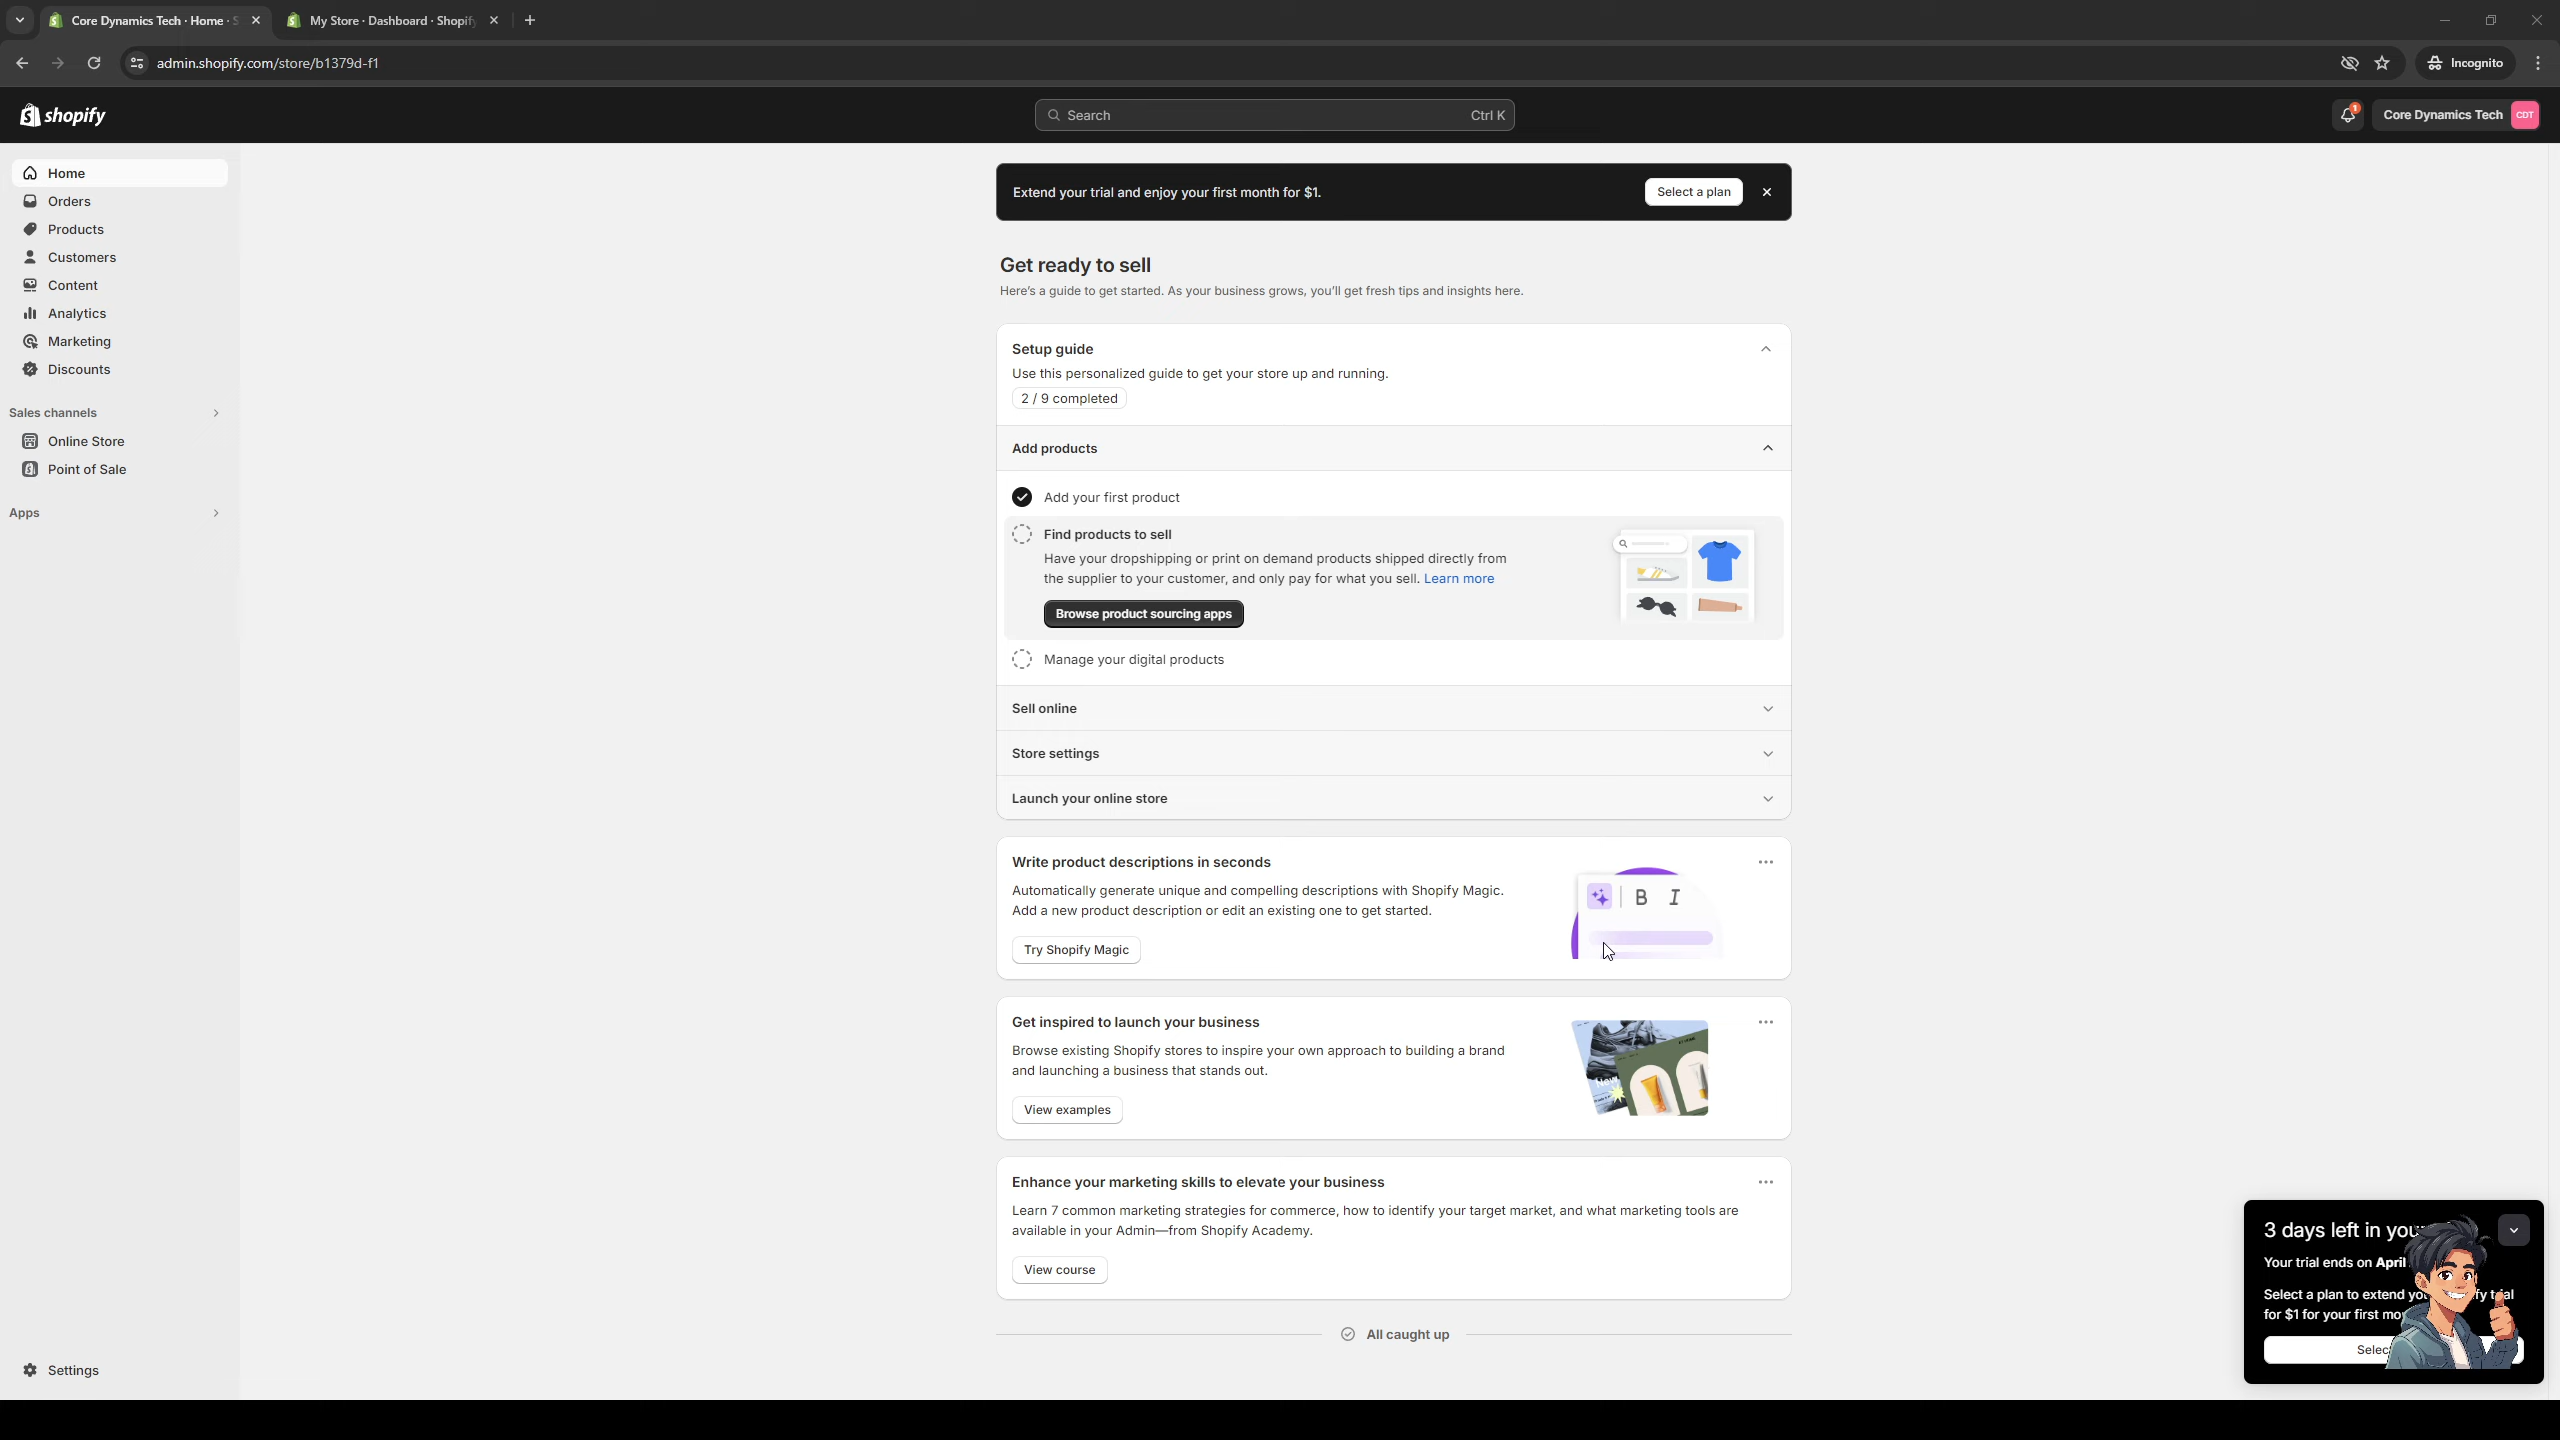 Core Dynamics Tech · Home · S
My Store · Dashboard · Shopify
admin.shopify.com/store/b1379d-f1
Incognito
shopify
Search
Ctrl K
1
Core Dynamics Tech
CDT
Home
Orders
Products
Customers
Content
Analytics
Marketing
Discounts
Sales channels
Online Store
Point of Sale
Apps
Settings
Extend your trial and enjoy your first month for $1.
Select a plan
Get ready to sell
Here's a guide to get started. As your business grows, you'll get fresh tips and insights here.
Setup guide
Use this personalized guide to get your store up and running.
2 / 9 completed
Add products
Add your first product
Find products to sell
Have your dropshipping or print on demand products shipped directly from
the supplier to your customer, and only pay for what you sell. Learn more
Browse product sourcing apps
Manage your digital products
Sell online
Store settings
Launch your online store
Write product descriptions in seconds
Automatically generate unique and compelling descriptions with Shopify Magic.
Add a new product description or edit an existing one to get started.
Try Shopify Magic
B I
Get inspired to launch your business
Browse existing Shopify stores to inspire your own approach to building a brand
and launching a business that stands out.
View examples
New
Enhance your marketing skills to elevate your business
Learn 7 common marketing strategies for commerce, how to identify your target market, and what marketing tools are
available in your Admin—from Shopify Academy.
View course
All caught up
3 days left in
Your trial ends on April
Select a plan to extend
for $1 for your first